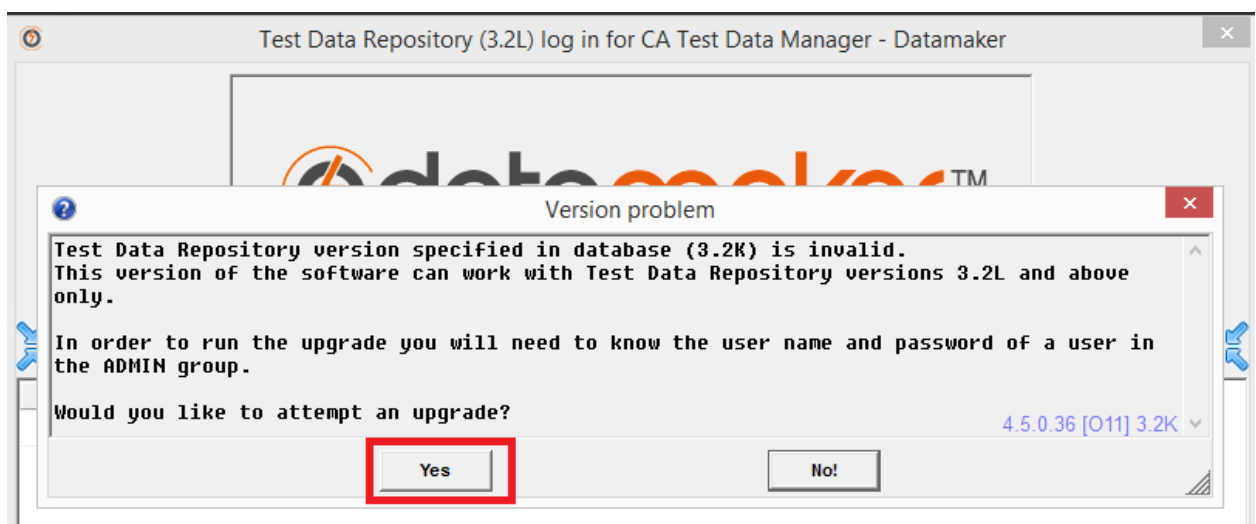 Test Data Repository (3.2L) log in for CA Test Data Manager - Datamaker
datamaker™
Version problem
Test Data Repository version specified in database (3.2K) is invalid.
This version of the software can work with Test Data Repository versions 3.2L and above
only.
In order to run the upgrade you will need to know the user name and password of a user in
the ADMIN group.
Would you like to attempt an upgrade?
4.5.0.36 [O11] 3.2K
Yes
No!